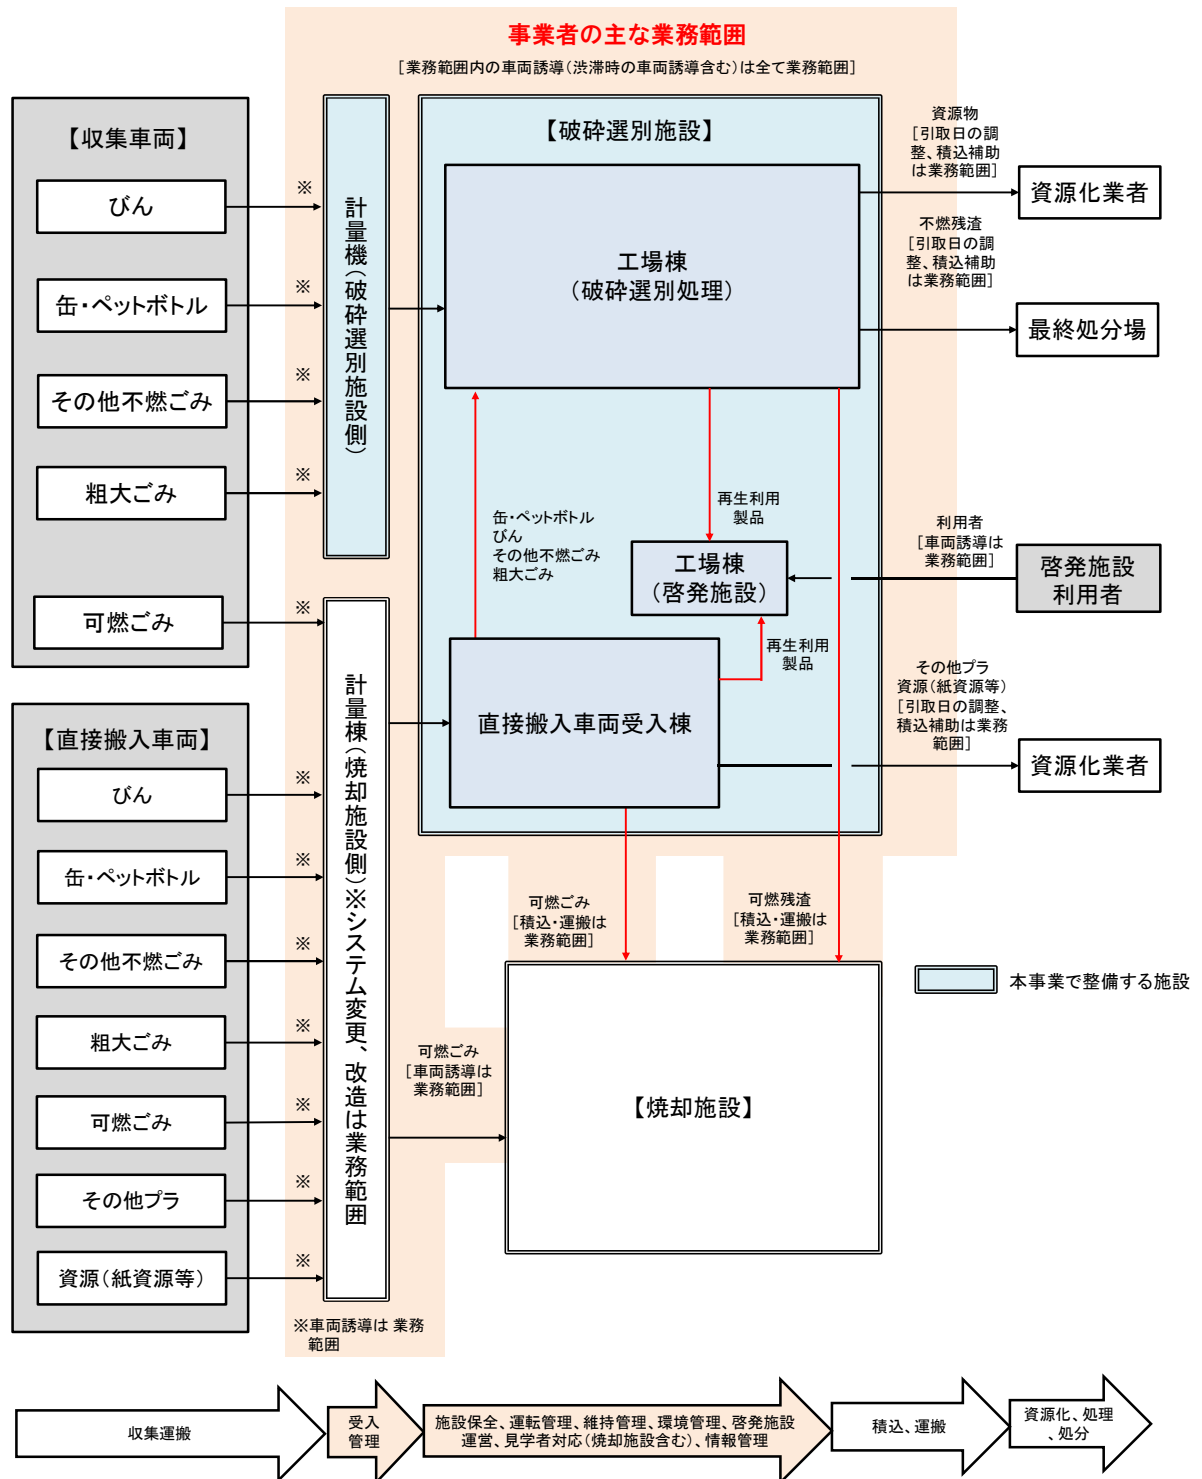 事業者の主な業務範囲
[業務範囲内の車両誘導(渋滞時の車両誘導含む)は全て業務範囲]
【収集車両】
びん
缶・ペットボトル
その他不燃ごみ
粗大ごみ
可燃ごみ
※
※
※
※
※
計量機(破砕選別施設側)
【破砕選別施設】
工場棟
(破砕選別処理)
資源物
[引取日の調
整、積込補助
は業務範囲]
資源化業者
不燃残渣
[引取日の調
整、積込補助
は業務範囲]
最終処分場
缶・ペットボトル
びん
その他不燃ごみ
粗大ごみ
再生利用
製品
工場棟
(啓発施設)
利用者
[車両誘導は
業務範囲]
啓発施設
利用者
再生利用
製品
直接搬入車両受入棟
その他プラ
資源(紙資源等)
[引取日の調整、
積込補助は業務
範囲]
資源化業者
【直接搬入車両】
びん
缶・ペットボトル
その他不燃ごみ
粗大ごみ
可燃ごみ
その他プラ
資源(紙資源等)
※
※
※
※
※
※
※
計量棟(焼却施設側)※システム変更、改造は業務範囲
可燃ごみ
[積込・運搬は
業務範囲]
可燃残渣
[積込・運搬は
業務範囲]
可燃ごみ
[車両誘導は
業務範囲]
【焼却施設】
本事業で整備する施設
※車両誘導は 業務
範囲
収集運搬
受入
管理
施設保全、運転管理、維持管理、環境管理、啓発施設
運営、見学者対応(焼却施設含む)、情報管理
積込、運搬
資源化、処理
、処分